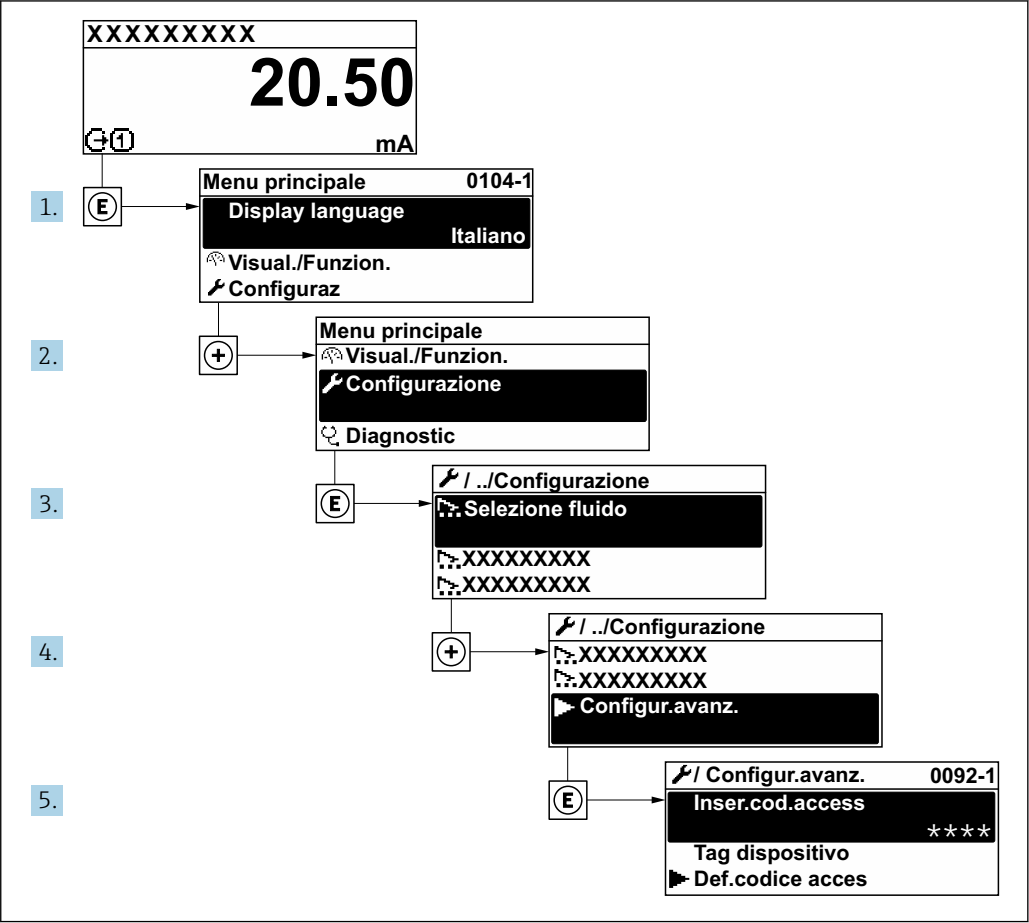 XXXXXXXXX
20.50
mA
1.
E
Menu principale 0104-1
Display language
Italiano
Visual./Funzion.
Configuraz
2.
+
Menu principale
Visual./Funzion.
Configurazione
Diagnostic
3.
E
/ ../Configurazione
Selezione fluido
XXXXXXXXX
XXXXXXXXX
4.
+
/ ../Configurazione
XXXXXXXXX
XXXXXXXXX
Configur.avanz.
5.
E
/ Configur.avanz. 0092-1
Inser.cod.access
****
Tag dispositivo
Def.codice acces